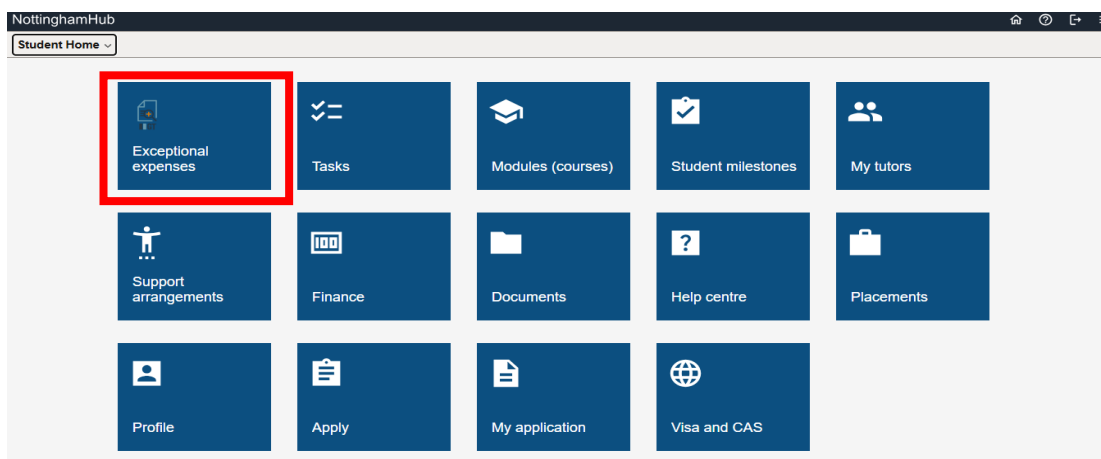 NottinghamHub
Student Home
Exceptional
expenses
Tasks
Modules (courses)
Student milestones
My tutors
Support
arrangements
Finance
Documents
Help centre
Placements
Profile
Apply
My application
Visa and CAS